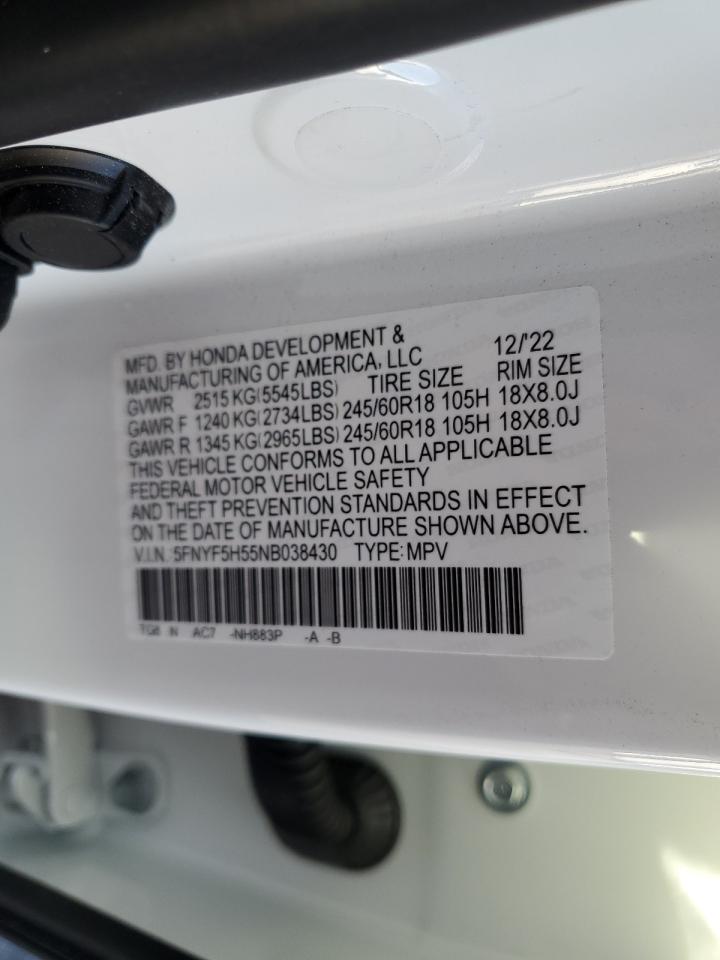 MFD. BY HONDA DEVELOPMENT & 12/'22
MANUFACTURING OF AMERICA, LLC
GVWR 2515 KG(5545LBS) TIRE SIZE RIM SIZE
GAWR F 1240 KG(2734LBS) 245/60R18 105H 18X8.0J
GAWR R 1345 KG(2965LBS) 245/60R18 105H 18X8.0J
THIS VEHICLE CONFORMS TO ALL APPLICABLE
FEDERAL MOTOR VEHICLE SAFETY
AND THEFT PREVENTION STANDARDS IN EFFECT
ON THE DATE OF MANUFACTURE SHOWN ABOVE.
V.I.N.: 5FNYF5H55NB038430 TYPE: MPV
TG8 N AC7 -NH883P -A -B